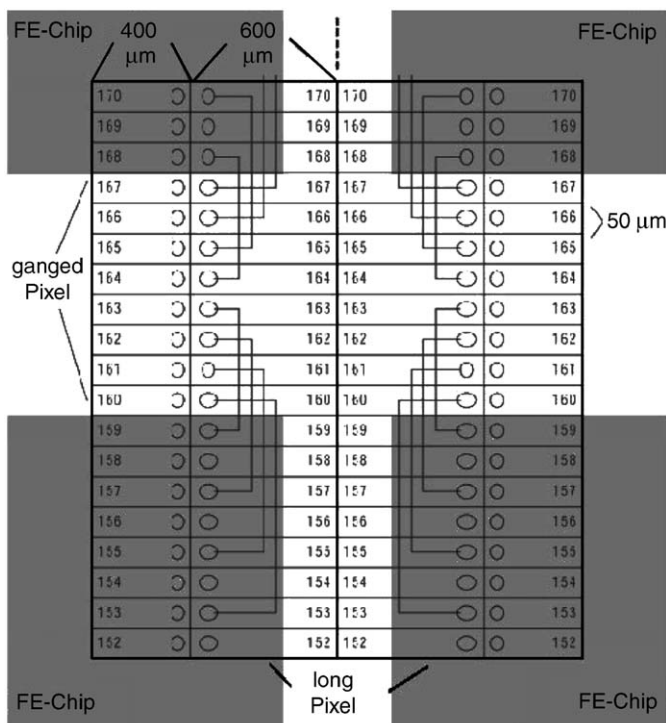 FE-Chip 400 600 FE-Chip
μm μm
170 170 170 170
169 169 169 169
168 168 168 168
167 167 167 167
166 166 166 166
50 μm
165 165 165 165
ganged
Pixel
164 164 164 164
163 163 163 163
162 162 162 162
161 161 161 161
160 160 160 160
159 159 159 159
158 158 158 158
157 157 157 157
156 156 156 156
155 155 155 155
154 154 154 154
153 153 153 153
152 152 152 152
long
Pixel
FE-Chip FE-Chip